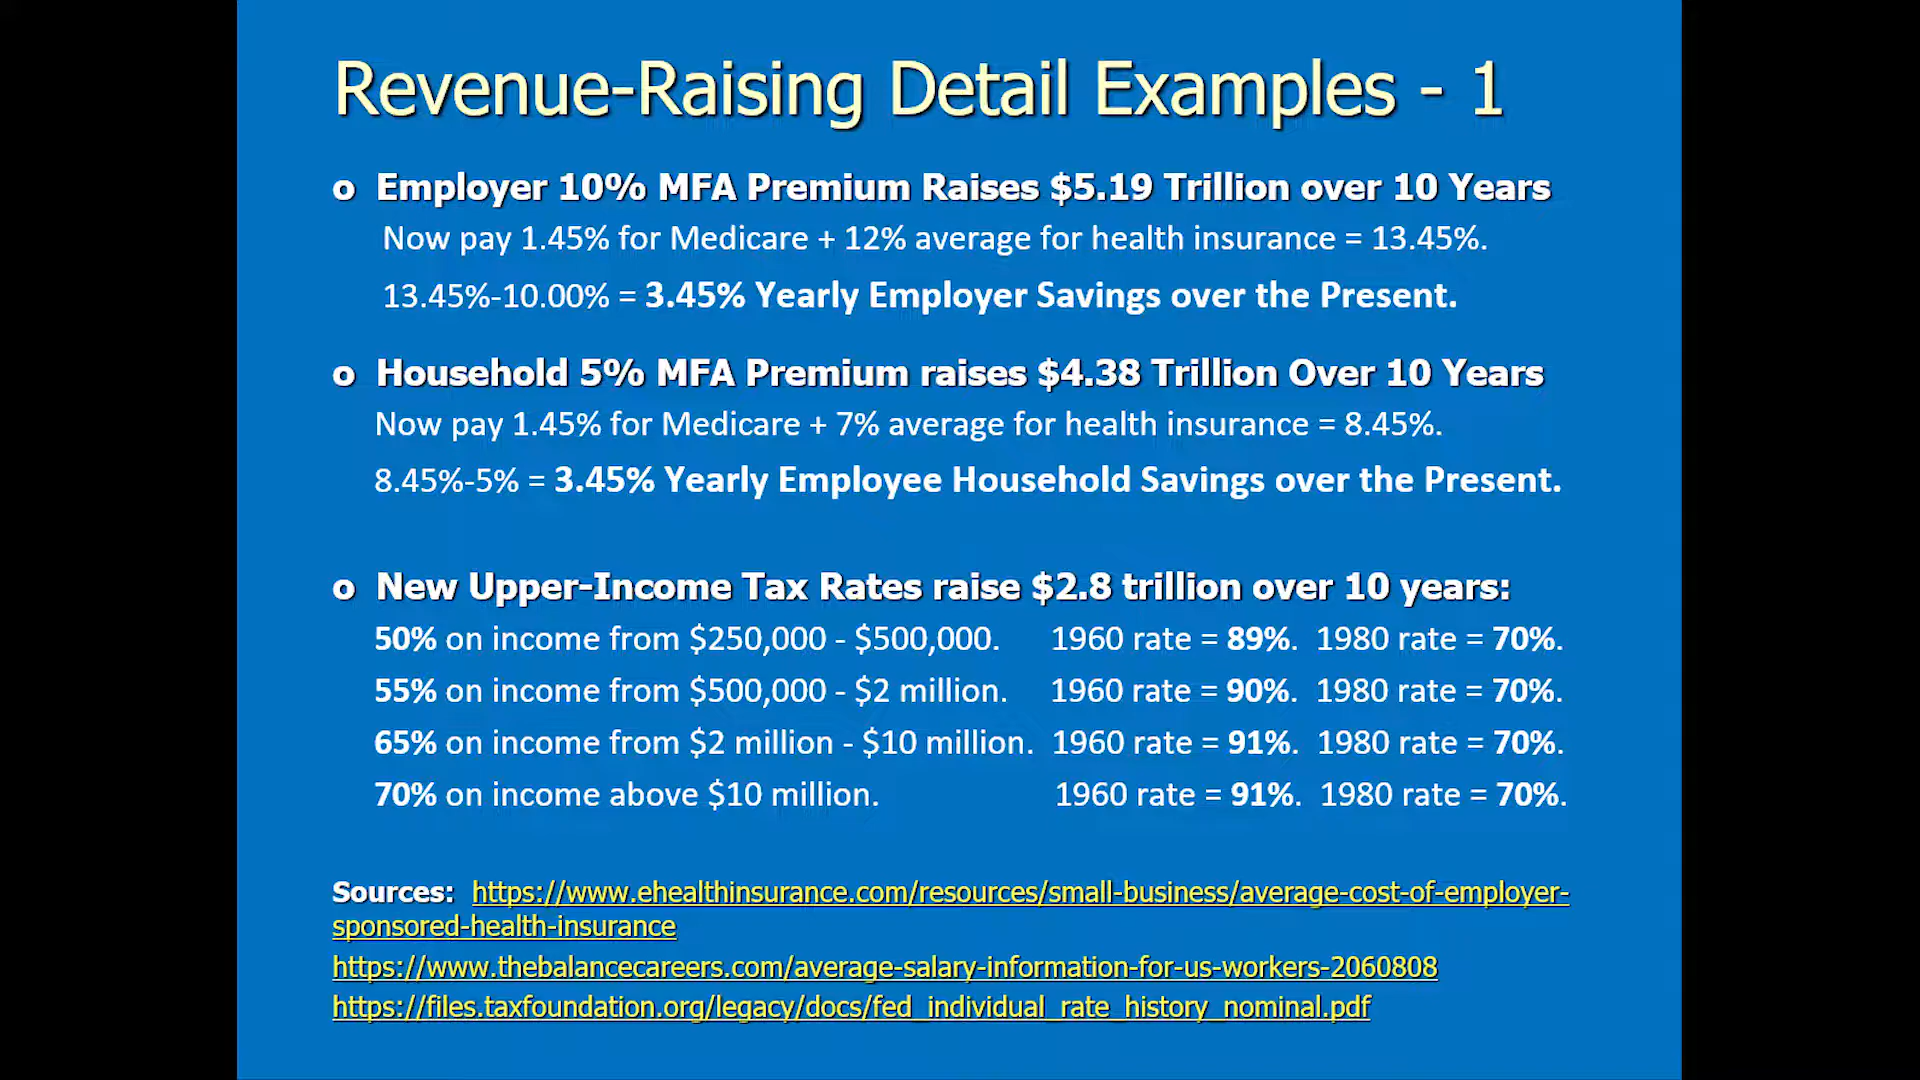 Revenue-Raising Detail Examples - 1
o Employer 10% MFA Premium Raises $5.19 Trillion over 10 Years
Now pay 1.45% for Medicare + 12% average for health insurance = 13.45%.
13.45%-10.00% = 3.45% Yearly Employer Savings over the Present.
o Household 5% MFA Premium raises $4.38 Trillion Over 10 Years
Now pay 1.45% for Medicare + 7% average for health insurance = 8.45%.
8.45%-5% = 3.45% Yearly Employee Household Savings over the Present.
o New Upper-Income Tax Rates raise $2.8 trillion over 10 years:
50% on income from $250,000 - $500,000. 1960 rate = 89%. 1980 rate = 70%.
55% on income from $500,000 - $2 million. 1960 rate = 90%. 1980 rate = 70%.
65% on income from $2 million - $10 million. 1960 rate = 91%. 1980 rate = 70%.
70% on income above $10 million. 1960 rate = 91%. 1980 rate = 70%.
Sources: https://www.ehealthinsurance.com/resources/small-business/average-cost-of-employer-
sponsored-health-insurance
https://www.thebalancecareers.com/average-salary-information-for-us-workers-2060808
https://files.taxfoundation.org/legacy/docs/fed_individual_rate_history_nominal.pdf